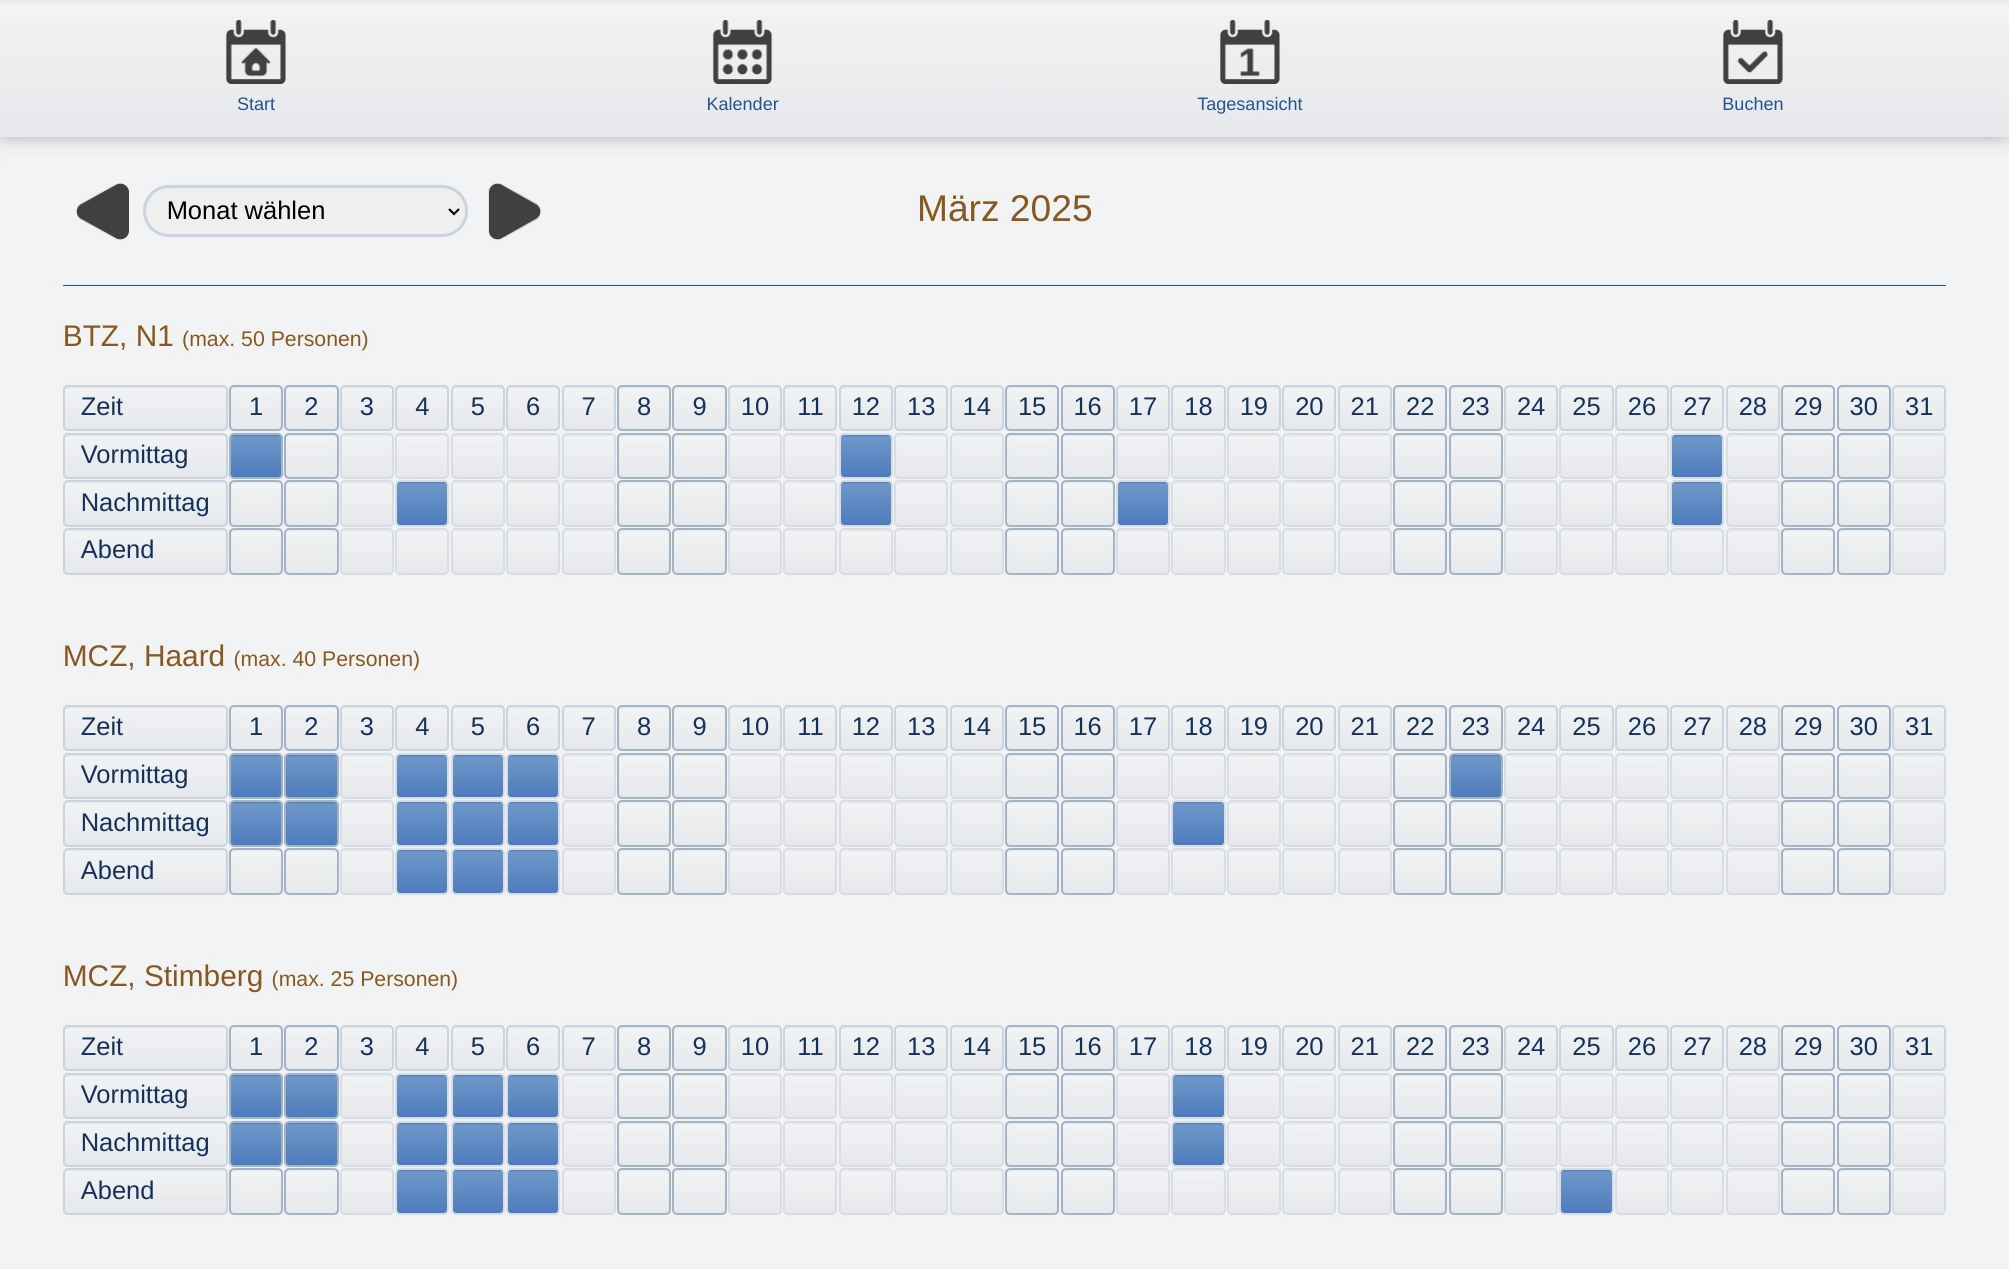 Start Kalender Tagesansicht Buchen
Monat wählen März 2025
BTZ, N1 (max. 50 Personen)
Zeit 1 2 3 4 5 6 7 8 9 10 11 12 13 14 15 16 17 18 19 20 21 22 23 24 25 26 27 28 29 30 31
Vormittag
Nachmittag
Abend
MCZ, Haard (max. 40 Personen)
Zeit 1 2 3 4 5 6 7 8 9 10 11 12 13 14 15 16 17 18 19 20 21 22 23 24 25 26 27 28 29 30 31
Vormittag
Nachmittag
Abend
MCZ, Stimberg (max. 25 Personen)
Zeit 1 2 3 4 5 6 7 8 9 10 11 12 13 14 15 16 17 18 19 20 21 22 23 24 25 26 27 28 29 30 31
Vormittag
Nachmittag
Abend